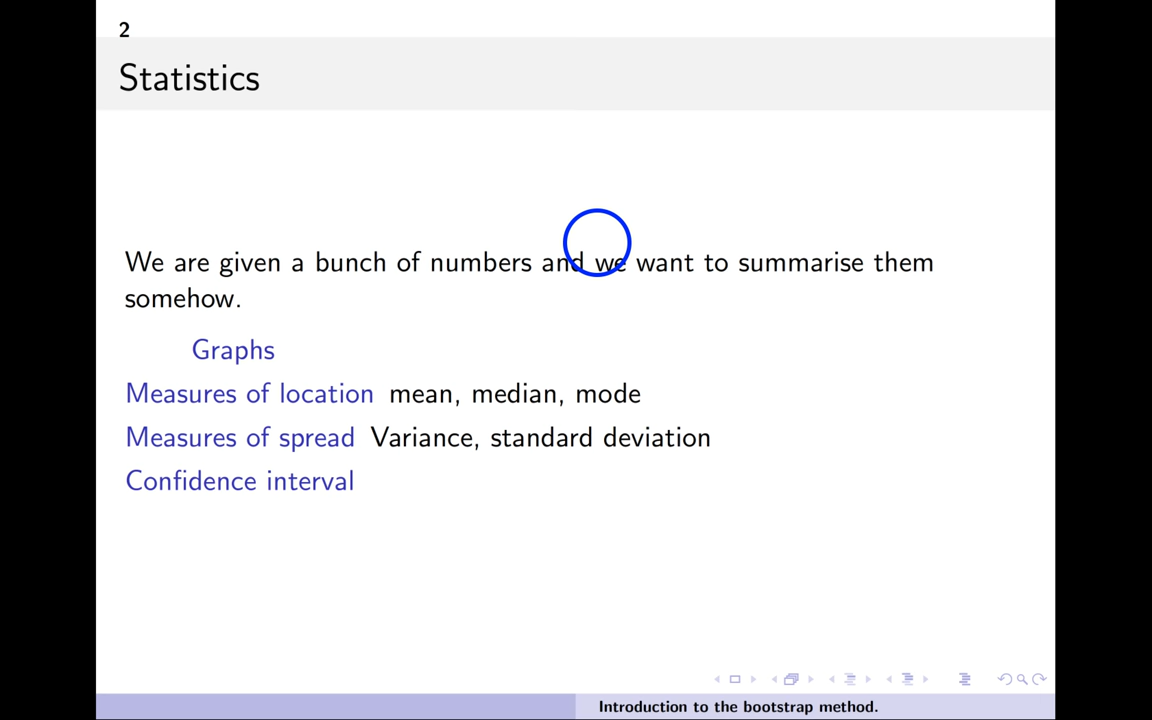 2
Statistics
We are given a bunch of numbers and we want to summarise them
somehow.
Graphs
Measures of location mean, median, mode
Measures of spread Variance, standard deviation
Confidence interval
Introduction to the bootstrap method.